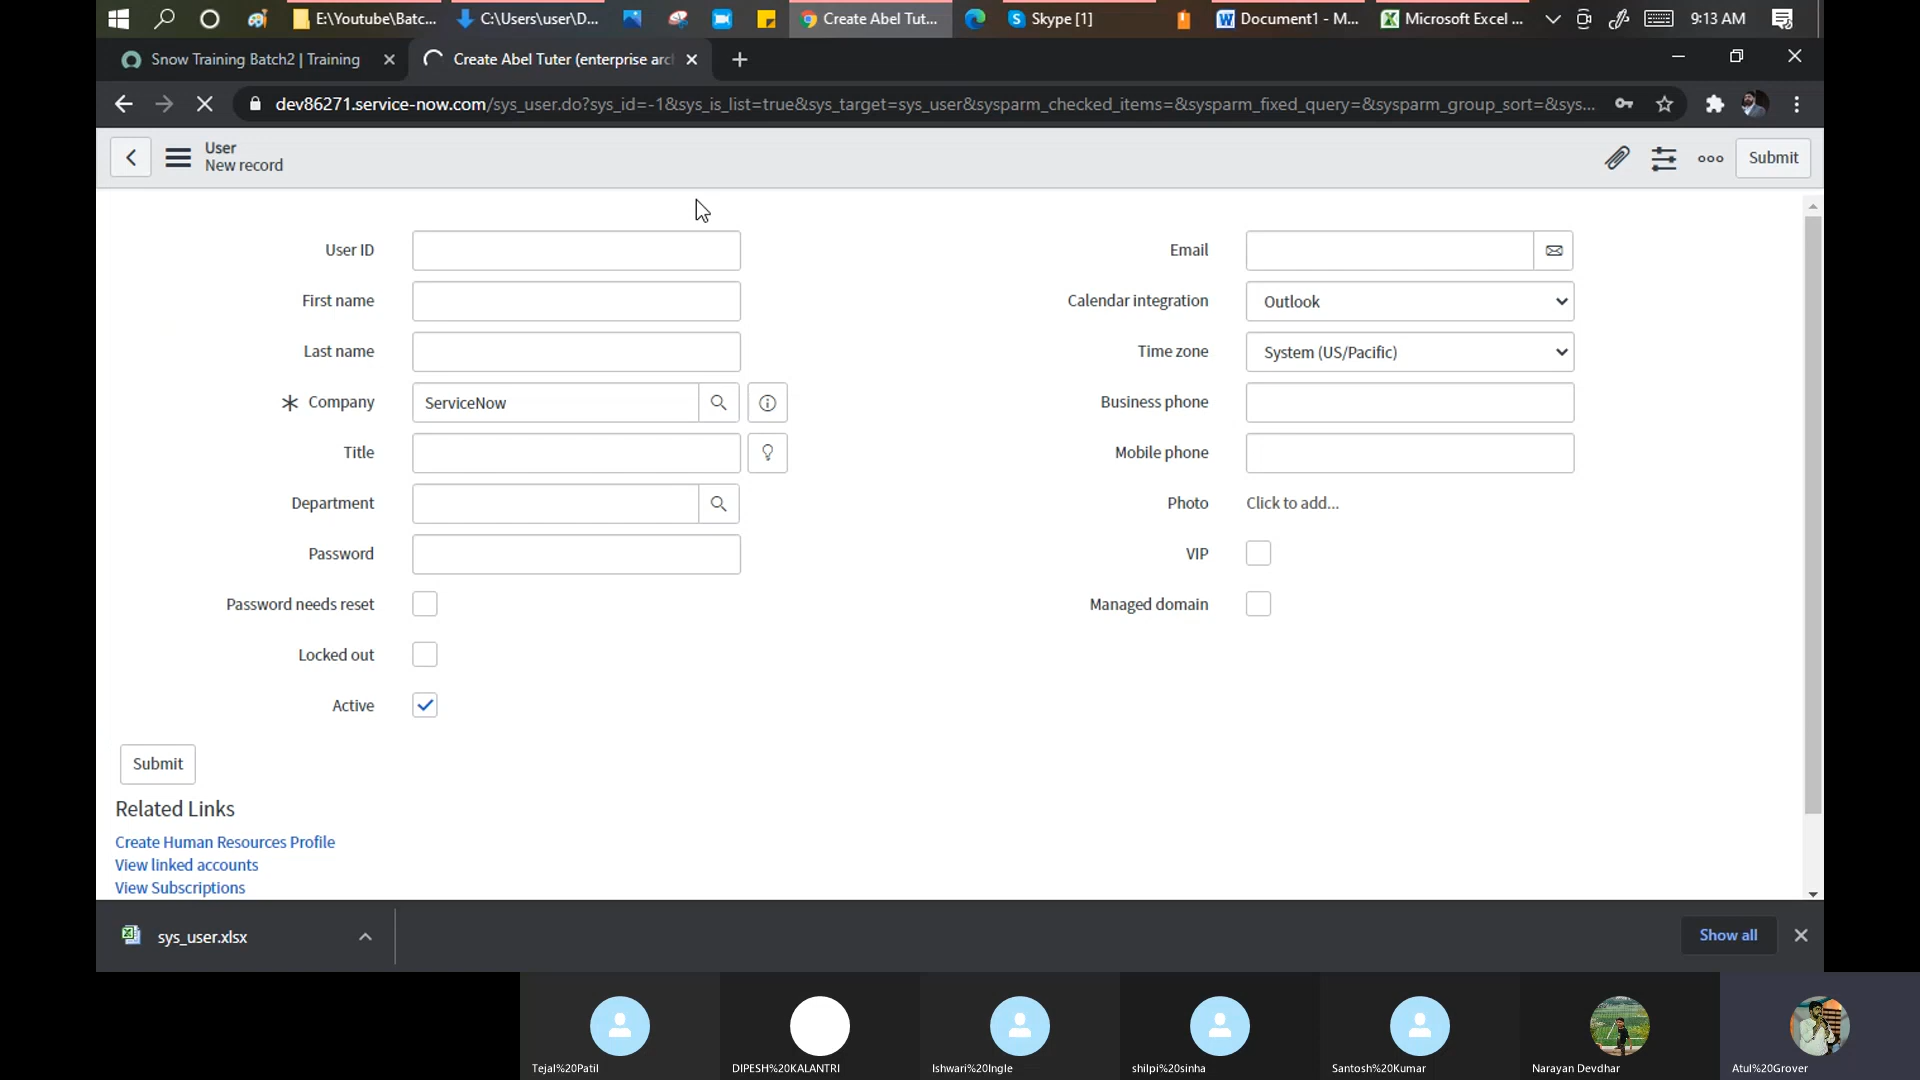 E:\Youtube\Batc...
C:\Users\user\D...
Create Abel Tut...
Skype [1]
Document1 - M...
Microsoft Excel ...
9:13 AM
Snow Training Batch2 | Training
Create Abel Tuter (enterprise arc
dev86271.service-now.com/sys_user.do?sys_id=-1&sys_is_list=true&sys_target=sys_user&sysparm_checked_items=&sysparm_fixed_query=&sysparm_group_sort=&sys...
User
New record
Submit
User ID
First name
Last name
Company
ServiceNow
Title
Department
Password
Password needs reset
Locked out
Active
Email
Calendar integration
Outlook
Time zone
System (US/Pacific)
Business phone
Mobile phone
Photo
Click to add...
VIP
Managed domain
Submit
Related Links
Create Human Resources Profile
View linked accounts
View Subscriptions
sys_user.xlsx
Show all
Tejal%20Patil
DIPESH%20KALANTRI
Ishwari%20Ingle
shilpi%20sinha
Santosh%20Kumar
Narayan Devdhar
Atul%20Grover